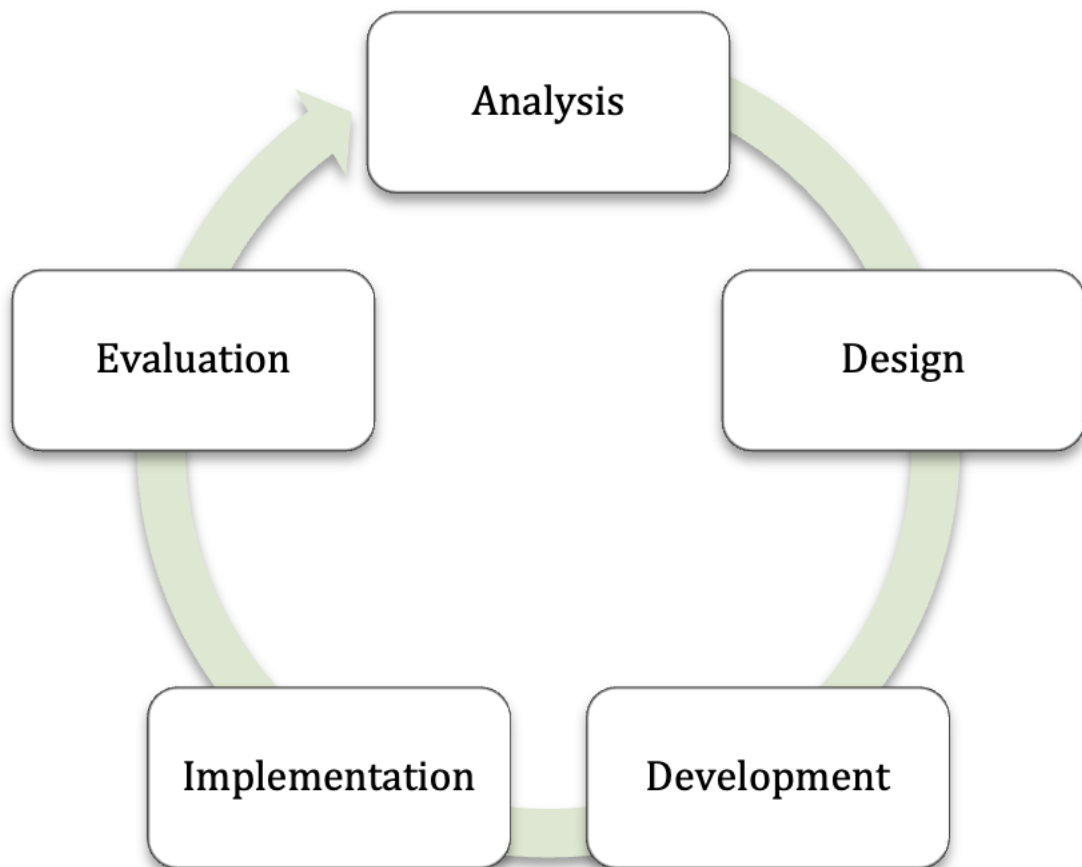 Analysis
Design
Development
Implementation
Evaluation